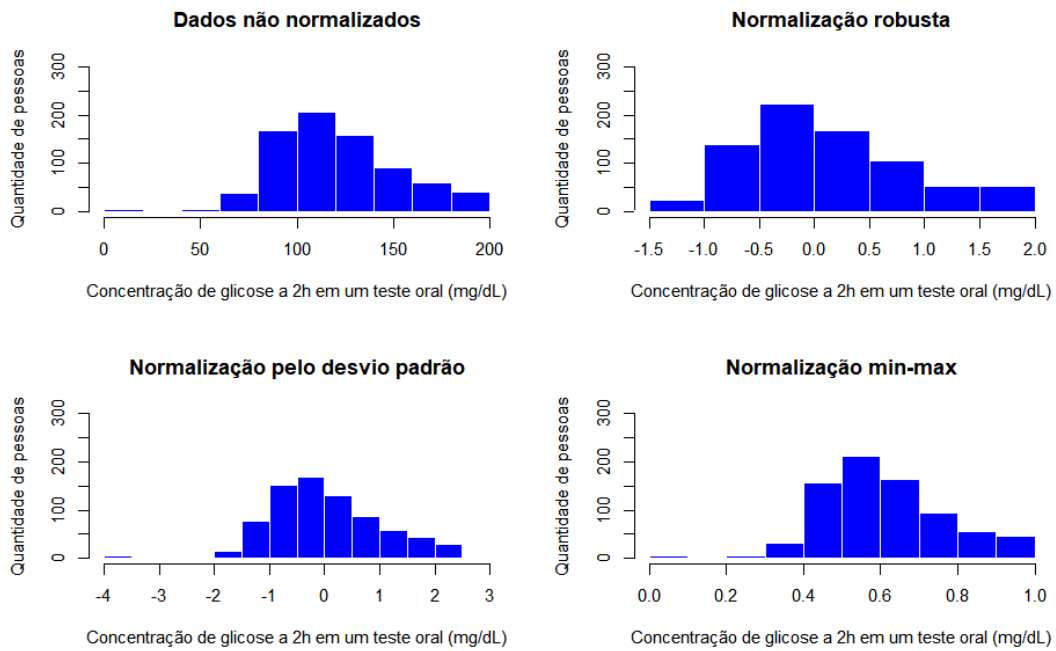 Dados não normalizados
Quantidade de pessoas
0 100 200 300
0 50 100 150 200
Concentração de glicose a 2h em um teste oral (mg/dL)
Normalização robusta
Quantidade de pessoas
0 100 200 300
-1.5 -1.0 -0.5 0.0 0.5 1.0 1.5 2.0
Concentração de glicose a 2h em um teste oral (mg/dL)
Normalização pelo desvio padrão
Quantidade de pessoas
0 100 200 300
-4 -3 -2 -1 0 1 2 3
Concentração de glicose a 2h em um teste oral (mg/dL)
Normalização min-max
Quantidade de pessoas
0 100 200 300
0.0 0.2 0.4 0.6 0.8 1.0
Concentração de glicose a 2h em um teste oral (mg/dL)